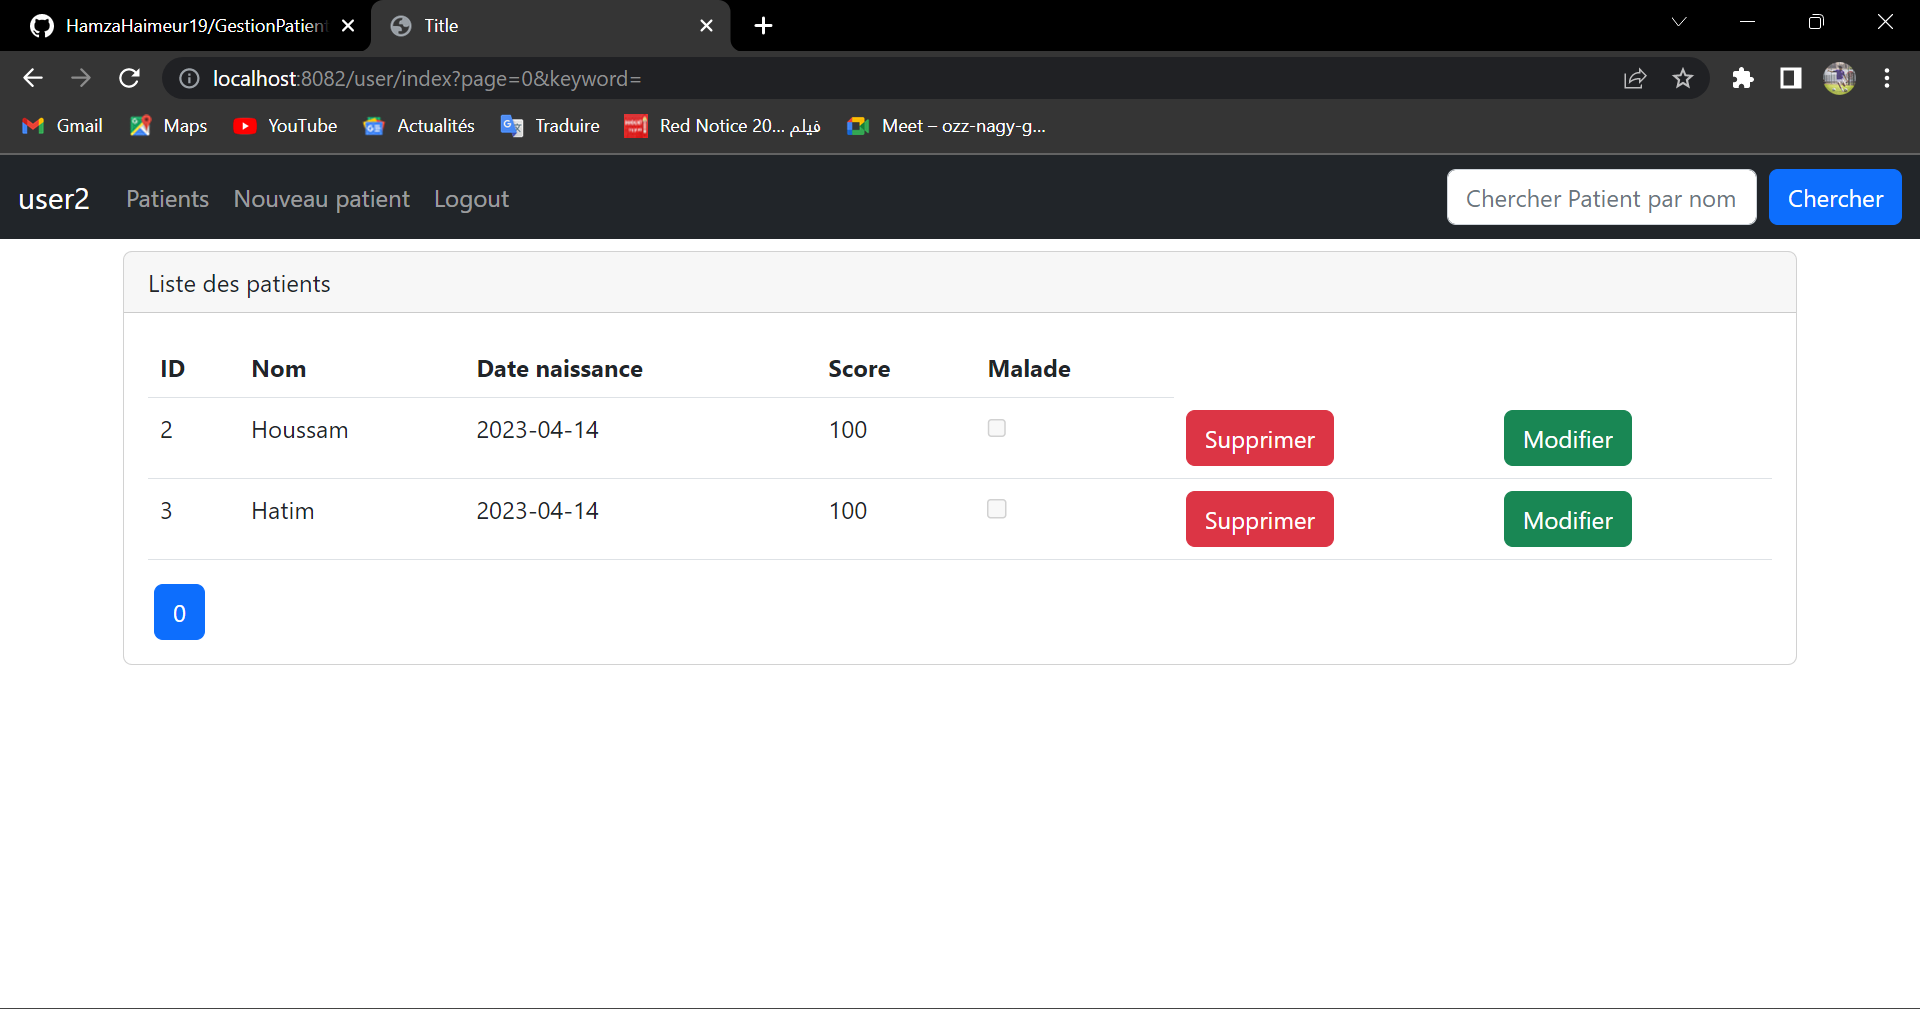 HamzaHaimeur19/GestionPatient
Title
localhost:8082/user/index?page=0&keyword=
Gmail
Maps
YouTube
Actualités
Traduire
Red Notice 20... فيلم
Meet – ozz-nagy-g...
user2
Patients
Nouveau patient
Logout
Chercher Patient par nom
Chercher
Liste des patients
ID Nom Date naissance Score Malade
2 Houssam 2023-04-14 100 Supprimer Modifier
3 Hatim 2023-04-14 100 Supprimer Modifier
0